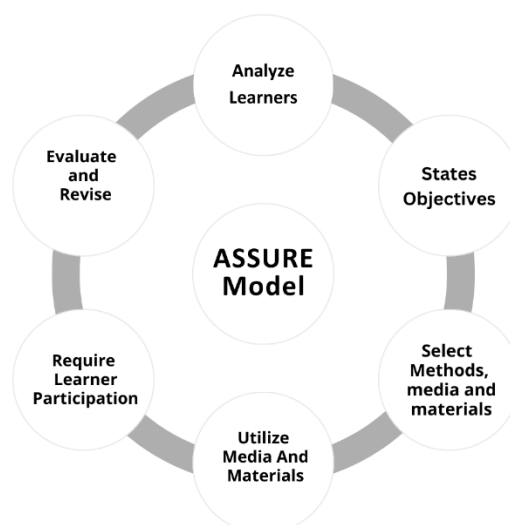 Analyze
Learners
States
Objectives
Select
Methods,
media and
materials
Utilize
Media And
Materials
Require
Learner
Participation
Evaluate
and
Revise
ASSURE
Model